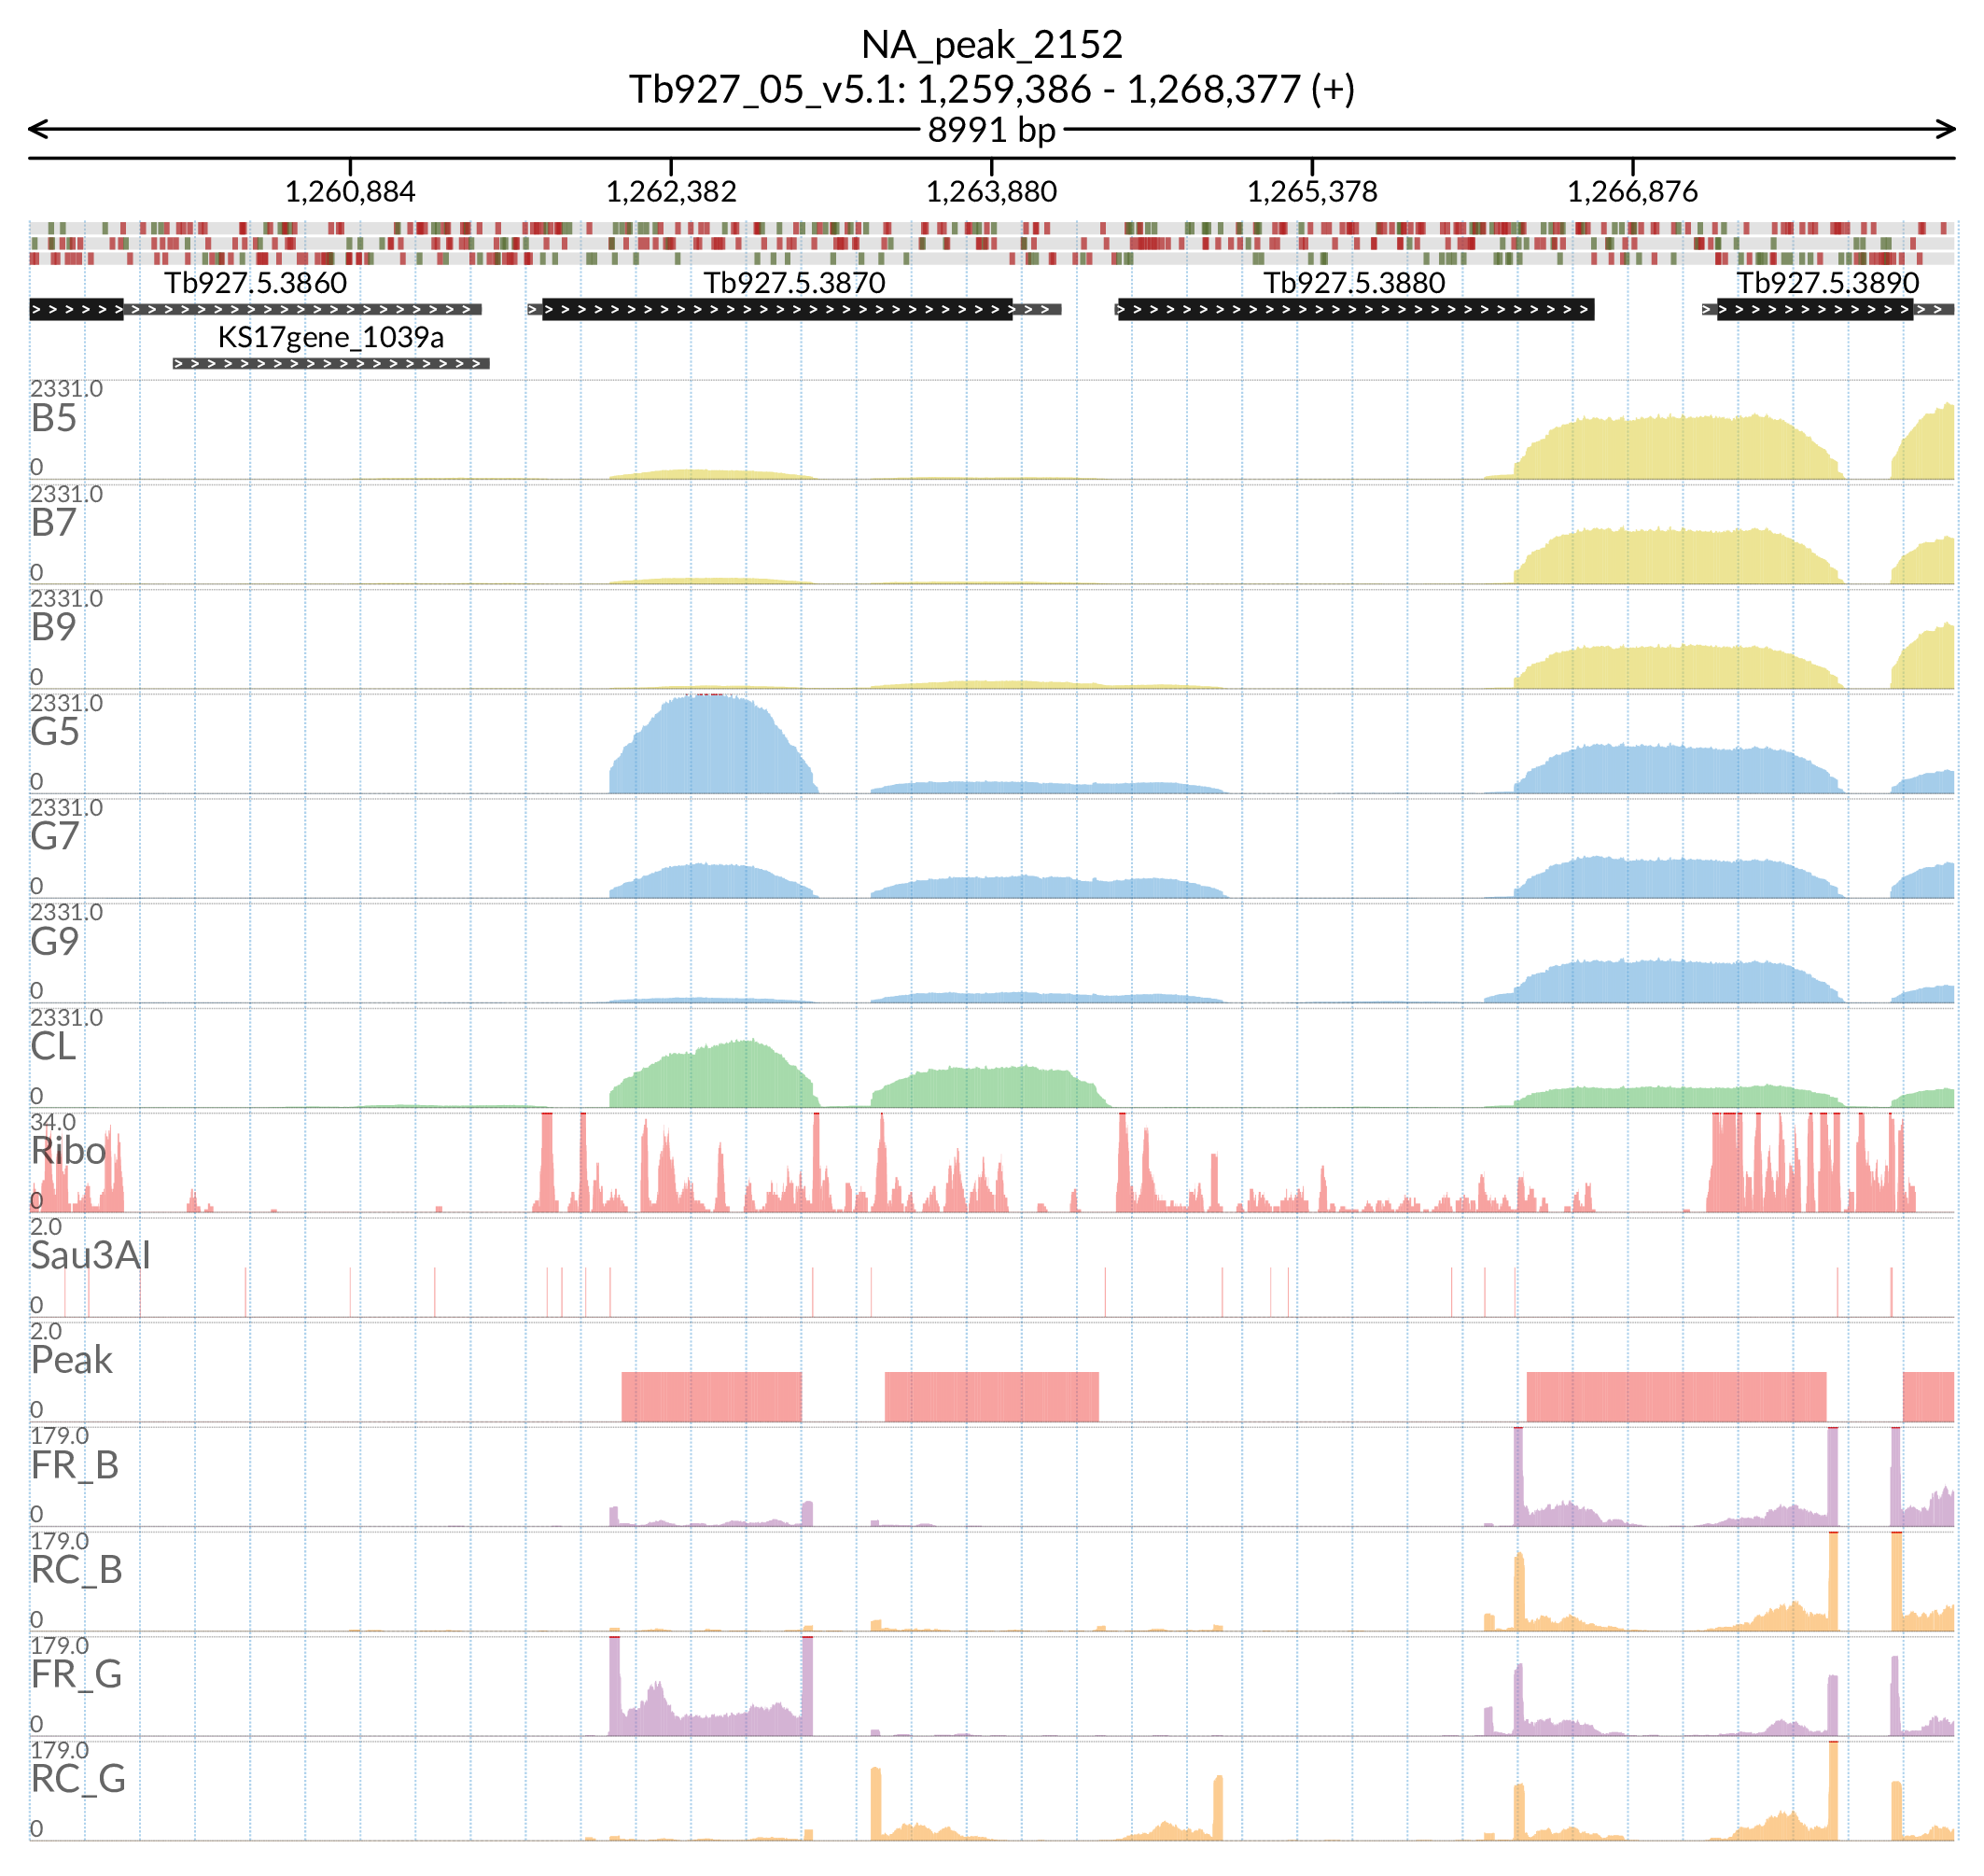 NA_peak_2152
Tb927_05_v5.1: 1,259,386 - 1,268,377 (+)
8991 bp
1,260,884 1,262,382 1,263,880 1,265,378 1,266,876
Tb927.5.3860 Tb927.5.3870 Tb927.5.3880 Tb927.5.3890
KS17gene_1039a
2331.0
B5
0
2331.0
B7
0
2331.0
B9
0
2331.0
G5
0
2331.0
G7
0
2331.0
G9
0
2331.0
CL
0
34.0
Ribo
0
2.0
Sau3AI
0
2.0
Peak
0
179.0
FR_B
0
179.0
RC_B
0
179.0
FR_G
0
179.0
RC_G
0